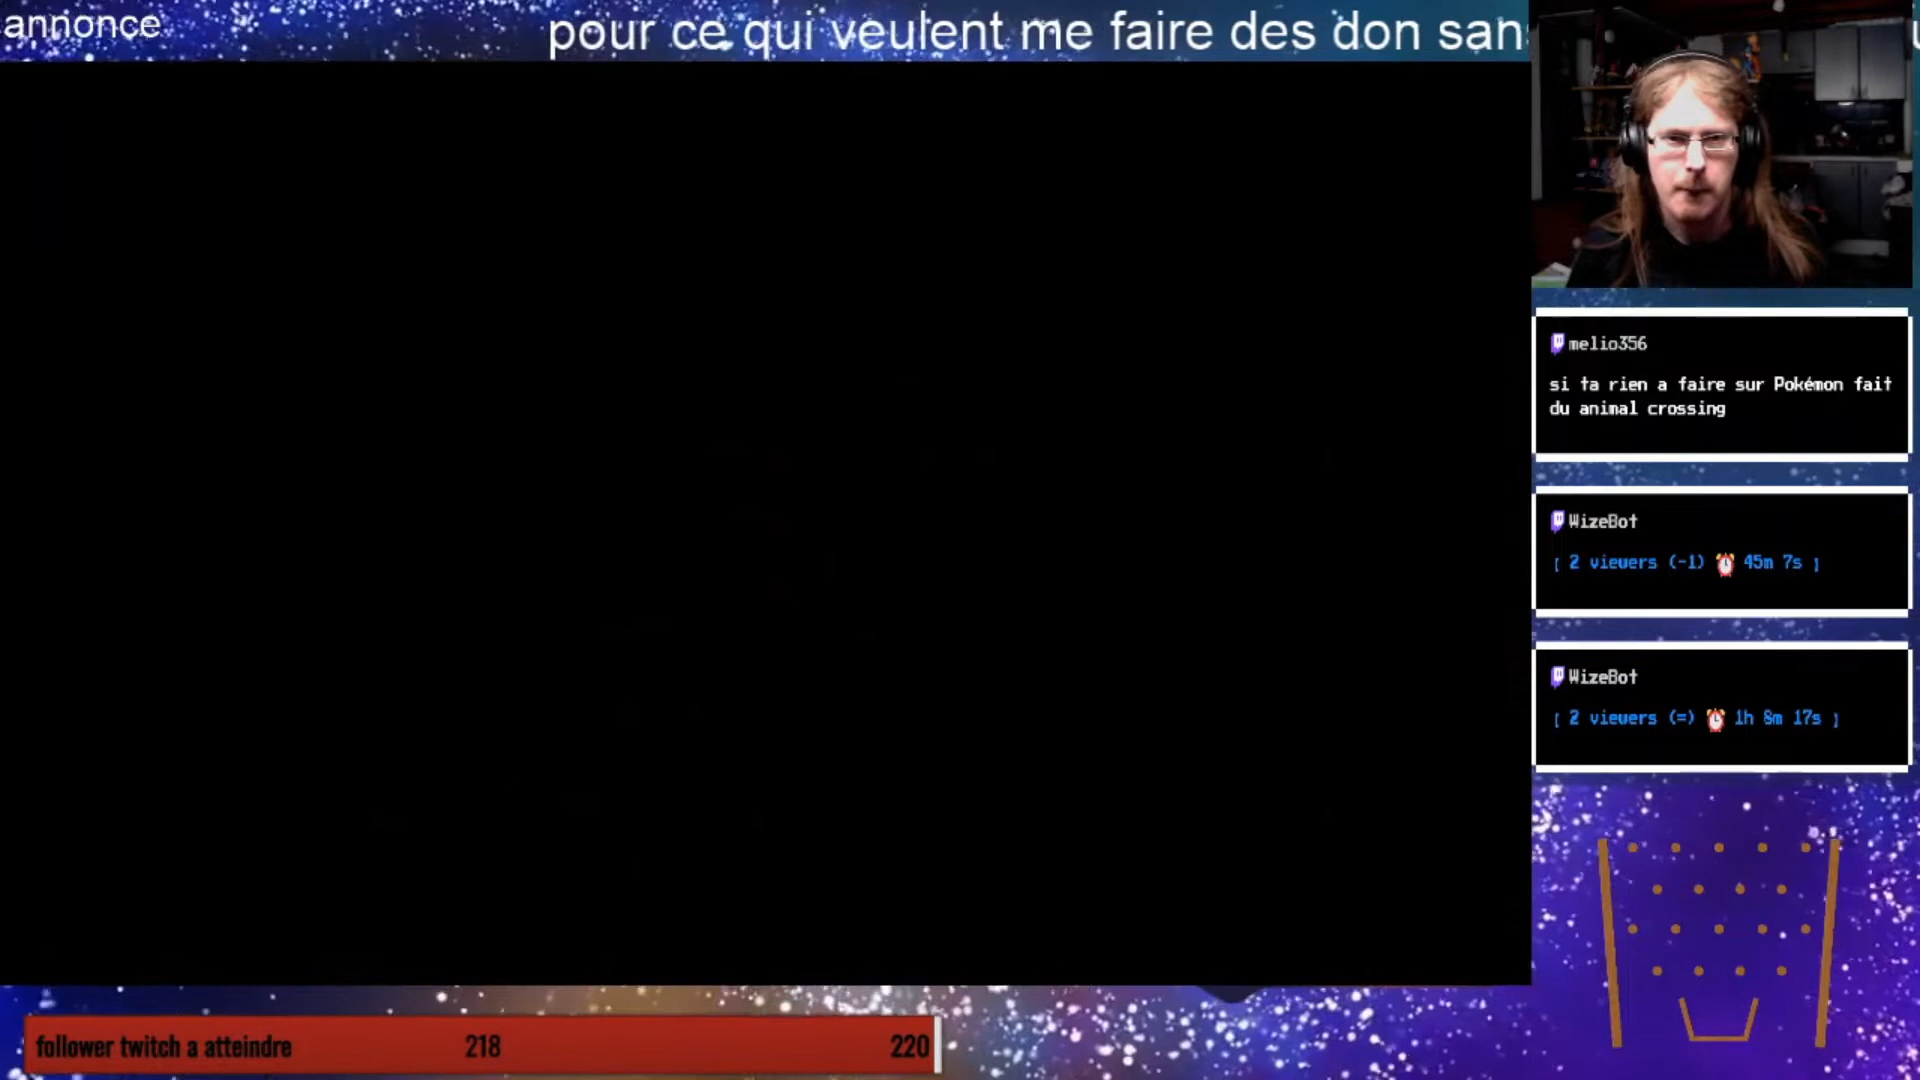 annonce
pour ce qui veulent me faire des don sans
melio356
si ta rien a faire sur Pokémon fait
du animal crossing
WizeBot
[ 2 viewers (-1) ⏰ 45m 7s ]
WizeBot
[ 2 viewers (=) ⏰ 1h 8m 17s ]
follower twitch a atteindre 218 220